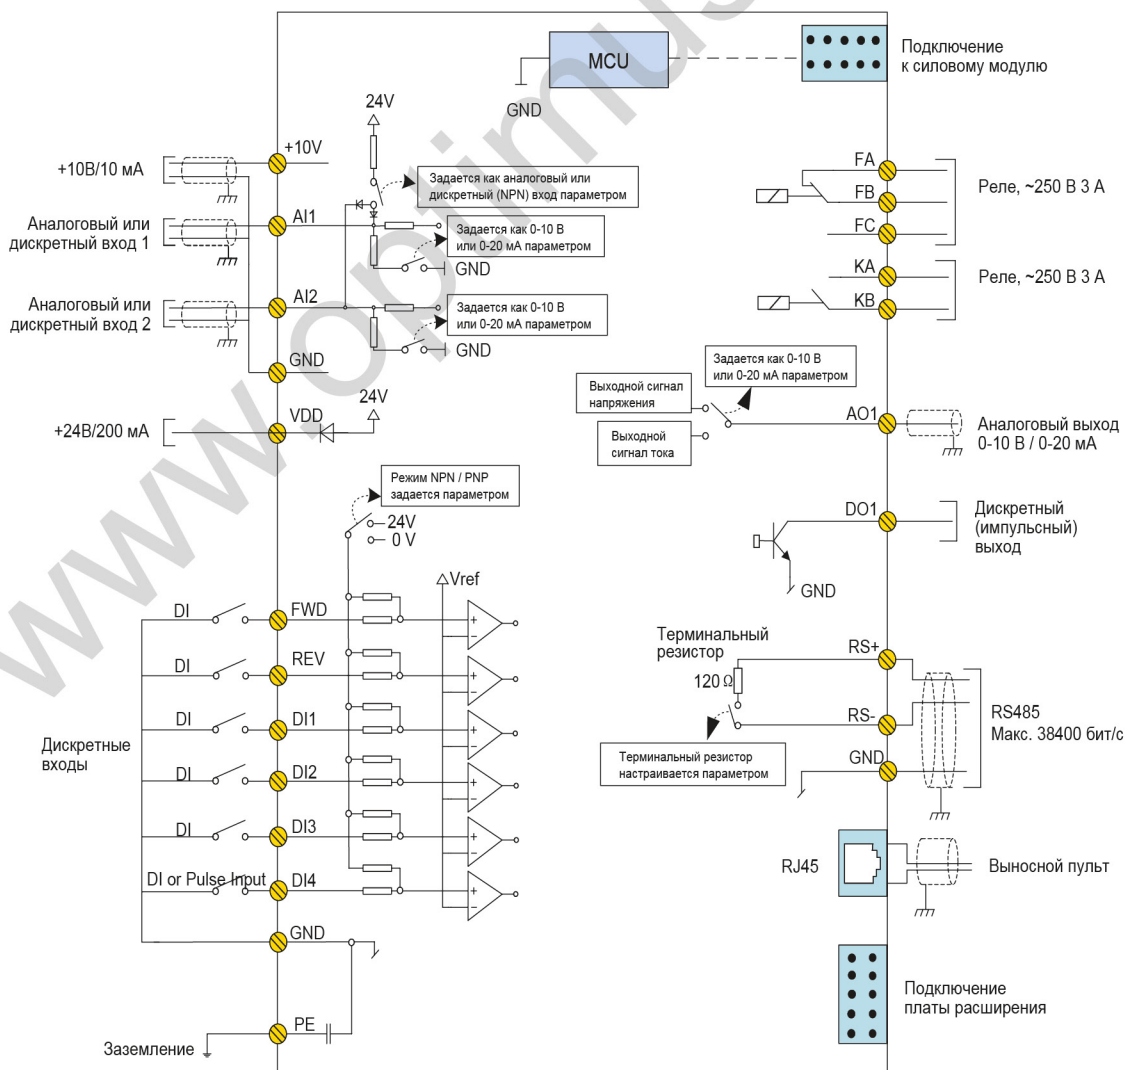 MCU
GND
Подключение
к силовому модулю
24V
+10V
+10В/10 мА
Задается как аналоговый или
дискретный (NPN) вход параметром
AI1
Аналоговый или
дискретный вход 1
Задается как 0-10 В
или 0-20 мА параметром
GND
AI2
Аналоговый или
дискретный вход 2
Задается как 0-10 В
или 0-20 мА параметром
GND
GND
24V
VDD
+24В/200 мА
FA
FB
FC
Реле, ~250 В 3 А
KA
KB
Реле, ~250 В 3 А
Задается как 0-10 В
или 0-20 мА параметром
Выходной сигнал
напряжения
Выходной
сигнал тока
AO1
Аналоговый выход
0-10 В / 0-20 мА
Режим NPN / PNP
задается параметром
24V
0 V
DO1
Дискретный
(импульсный)
выход
GND
Vref
DI
FWD
+
−
DI
REV
+
−
DI
DI1
+
−
Дискретные
входы
DI
DI2
+
−
DI
DI3
+
−
DI or Pulse Input
DI4
+
−
GND
PE
Заземление
Терминальный
резистор
120 Ω
RS+
RS-
GND
RS485
Макс. 38400 бит/с
Терминальный резистор
настраивается параметром
RJ45
Выносной пульт
Подключение
платы расширения
www.optimus